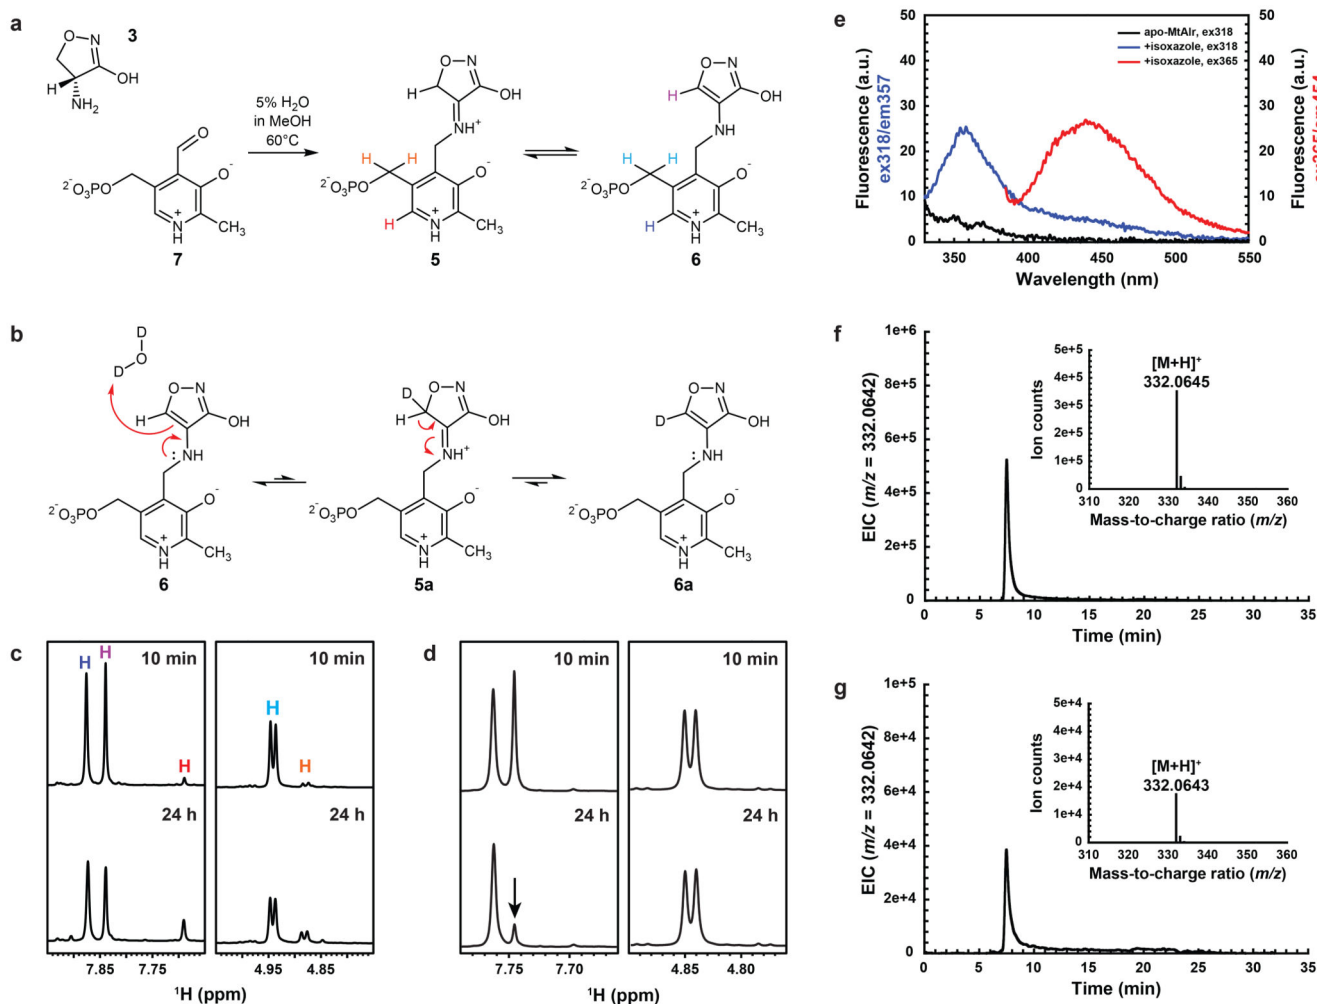 a
3
O
N
OH
H
NH₂
O
²⁻O₃PO
O⁻
N⁺
H
CH₃
7
5% H₂O
in MeOH
60°C
O
N
H
OH
NH⁺
H H
²⁻O₃PO
O⁻
H
N⁺
H
CH₃
5
O
N
H
OH
NH
H H
²⁻O₃PO
O⁻
H
N⁺
H
CH₃
6
b
D
O
D
O
N
H
OH
:NH
²⁻O₃PO
O⁻
N⁺
H
CH₃
6
D
O
N
H
OH
NH⁺
²⁻O₃PO
O⁻
N⁺
H
CH₃
5a
O
N
D
OH
:NH
²⁻O₃PO
O⁻
N⁺
H
CH₃
6a
c
H H 10 min
H
24 h
7.85 7.75
10 min
H
H
24 h
4.95 4.85
¹H (ppm)
d
10 min
24 h
7.75 7.70
10 min
24 h
4.85 4.80
¹H (ppm)
e
Fluorescence (a.u.)
ex318/em357
50
40
30
20
10
0
apo-MtAlr, ex318
+isoxazole, ex318
+isoxazole, ex365
50
40
30
20
10
0
Fluorescence (a.u.)
350 400 450 500 550
Wavelength (nm)
f
EIC (m/z = 332.0642)
1e+6
8e+5
6e+5
4e+5
2e+5
0
0 5 10 15 20 25 30 35
Time (min)
Ion counts
5e+5
4e+5
3e+5
2e+5
1e+5
0
[M+H]⁺
332.0645
310 320 330 340 350 360
Mass-to-charge ratio (m/z)
g
EIC (m/z = 332.0642)
1e+5
8e+4
6e+4
4e+4
2e+4
0
0 5 10 15 20 25 30 35
Time (min)
Ion counts
5e+4
4e+4
3e+4
2e+4
1e+4
0
[M+H]⁺
332.0643
310 320 330 340 350 360
Mass-to-charge ratio (m/z)